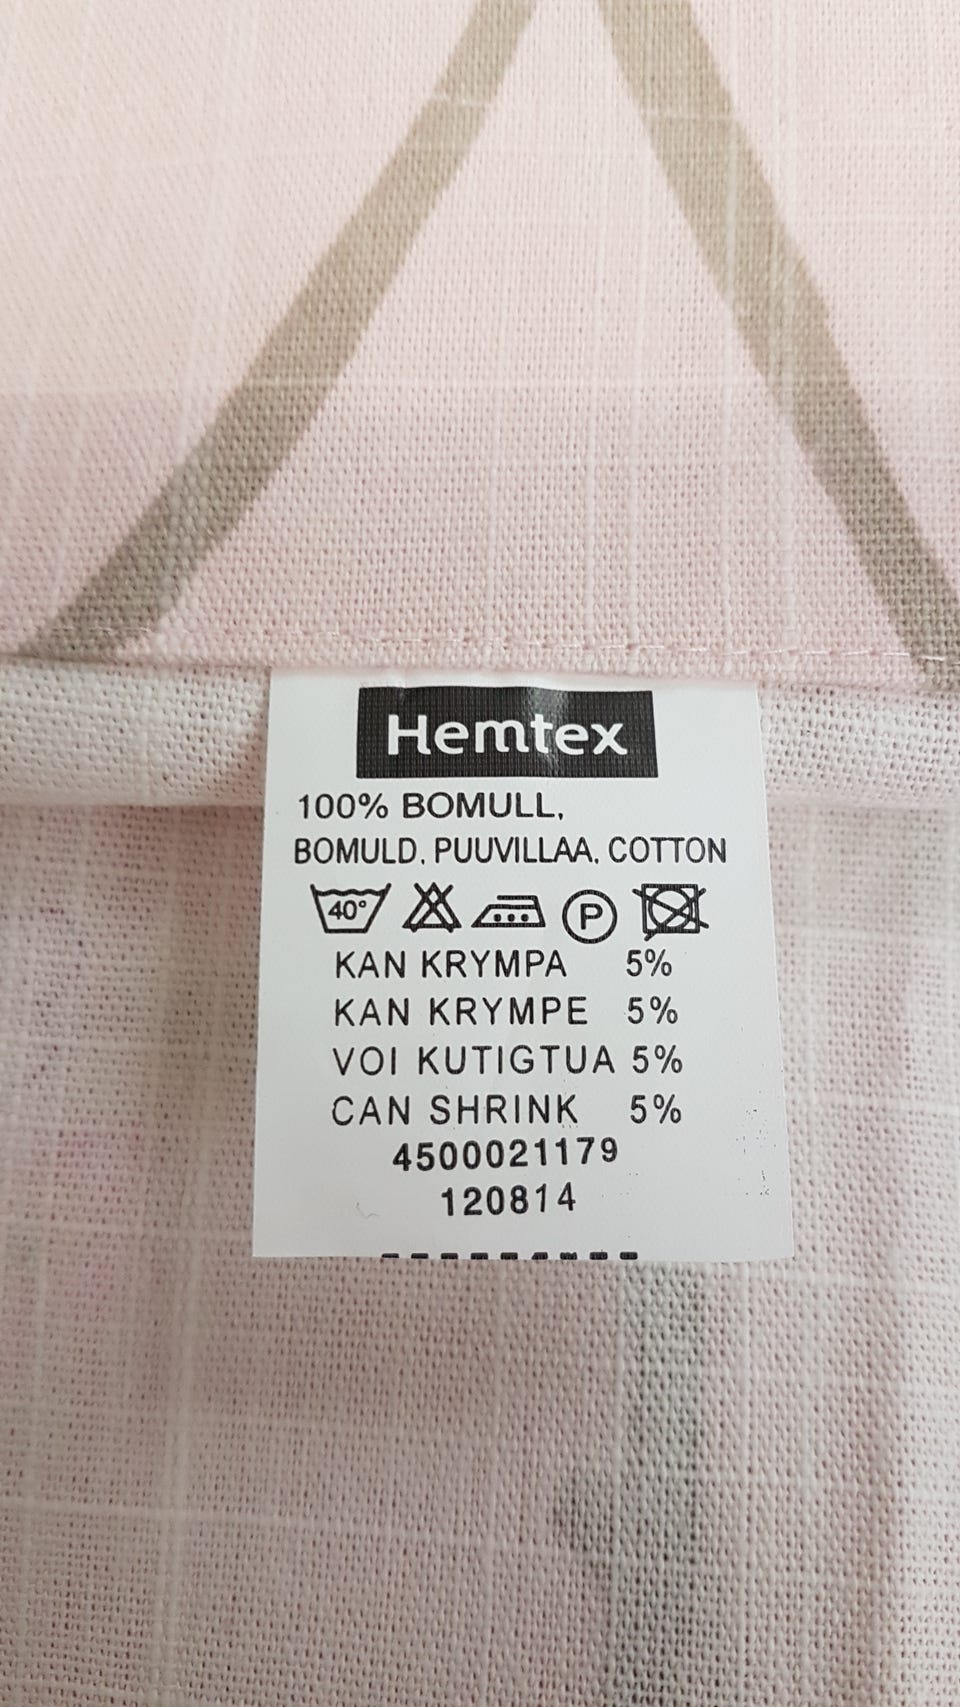 Hemtex
100% BOMULL,
BOMULD, PUUVILLAA, COTTON
40°
P
KAN KRYMPA 5%
KAN KRYMPE 5%
VOI KUTIGTUA 5%
CAN SHRINK 5%
4500021179
120814